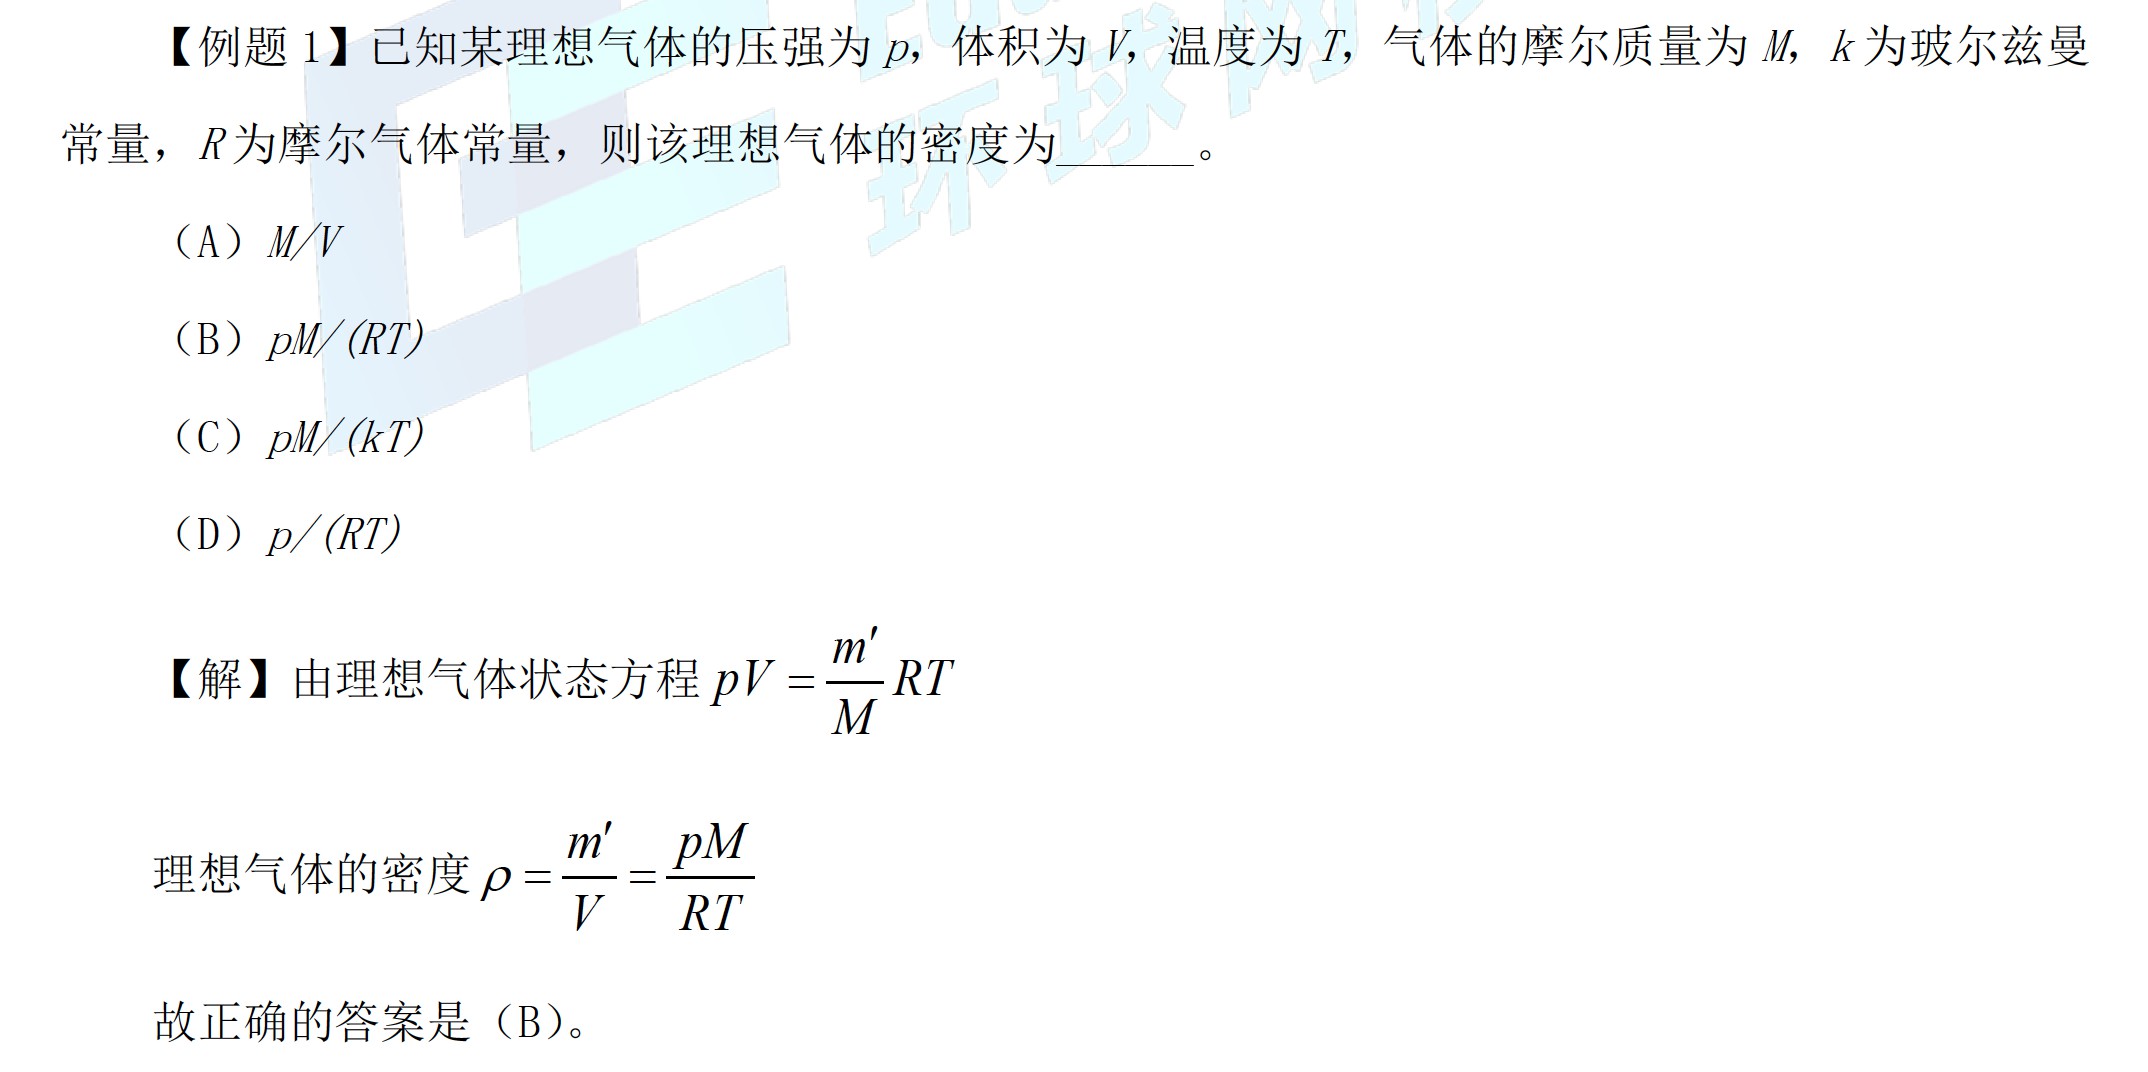 【例题 1】已知某理想气体的压强为 p，体积为 V，温度为 T，气体的摩尔质量为 M，k 为玻尔兹曼
常量，R 为摩尔气体常量，则该理想气体的密度为______。
（A）M/V
（B）pM/(RT)
（C）pM/(kT)
（D）p/(RT)
【解】由理想气体状态方程 pV = m′/M RT
理想气体的密度 ρ = m′/V = pM/RT
故正确的答案是（B）。
环球网